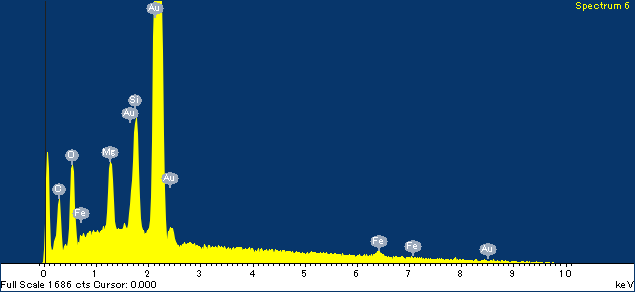 Spectrum 6
Au
Si
Au
O
Mg
Au
C
Fe
Fe
Fe
Au
0 1 2 3 4 5 6 7 8 9 10
Full Scale 1686 cts Cursor: 0.000 keV